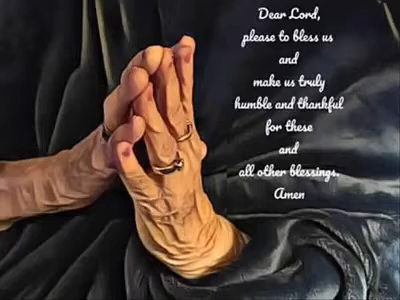 Dear Lord,
please to bless us
and
make us truly
humble and thankful
for these
and
all other blessings.
Amen